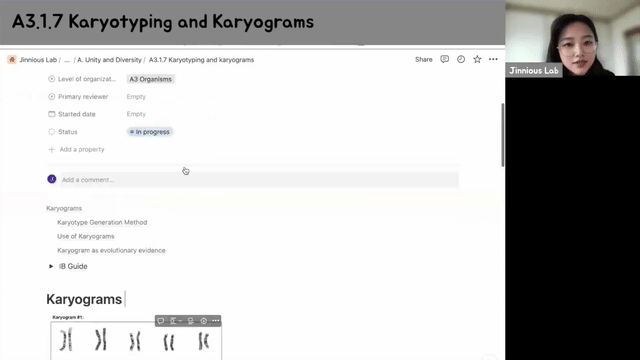 A3.1.7 Karyotyping and Karyograms
Jinnious Lab / ... / A. Unity and Diversity / A3.1.7 Karyotyping and karyograms
Share
Jinnious Lab
Level of organizat... A3 Organisms
Primary reviewer Empty
Started date Empty
Status In progress
Add a property
J Add a comment...
Karyograms
Karyotype Generation Method
Use of Karyograms
Karyogram as evolutionary evidence
IB Guide
Karyograms
Karyogram #1: